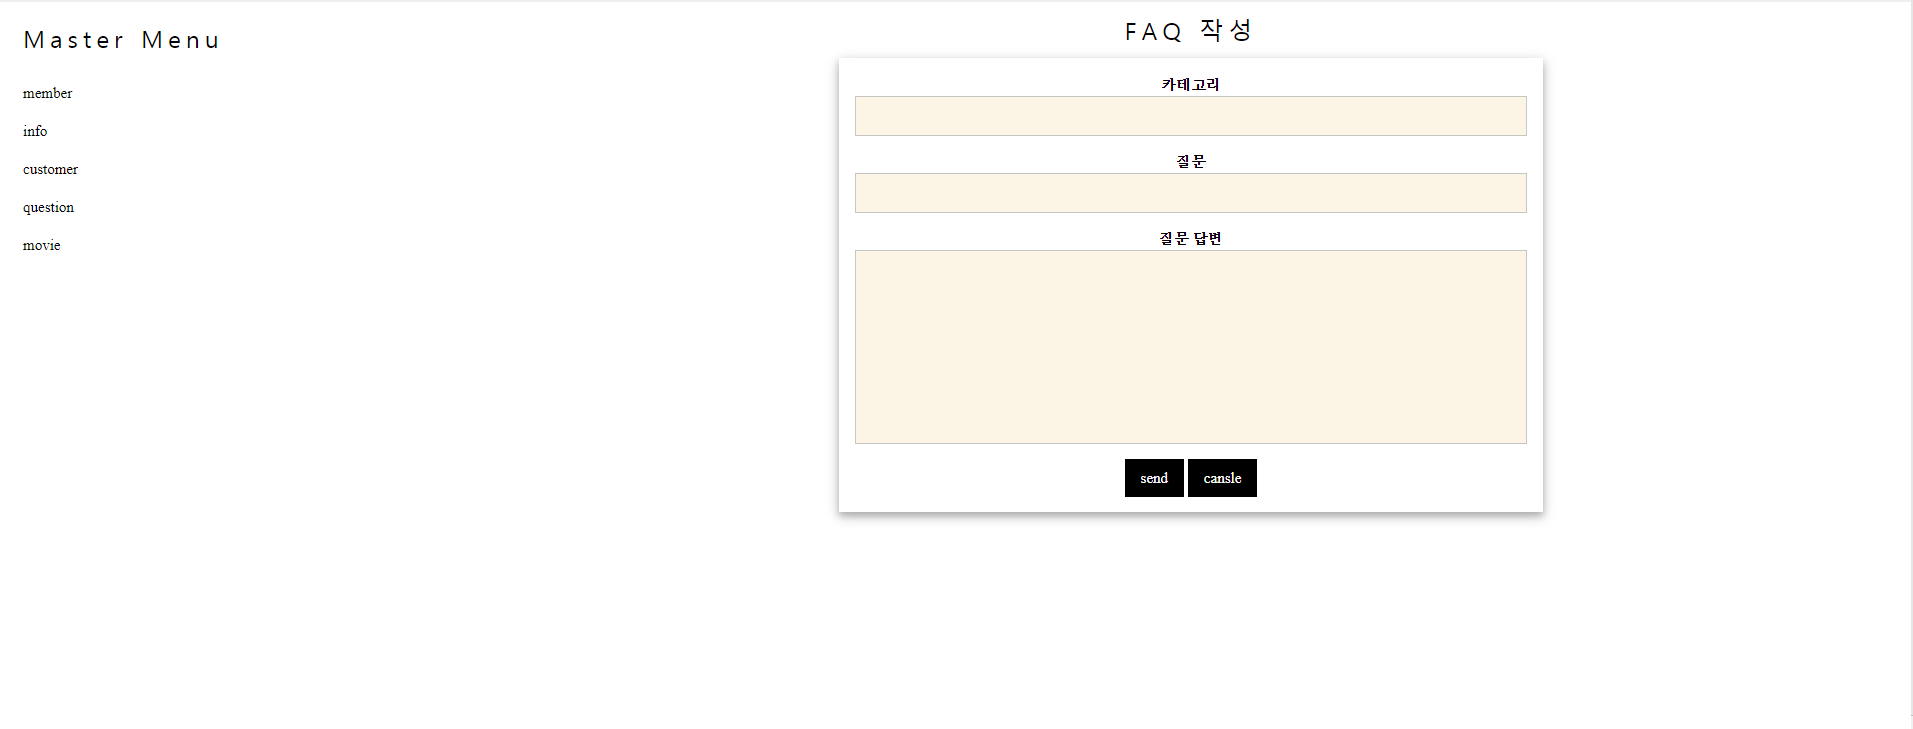 Master Menu
member
info
customer
question
movie
FAQ 작성
카테고리
질문
질문 답변
send cansle